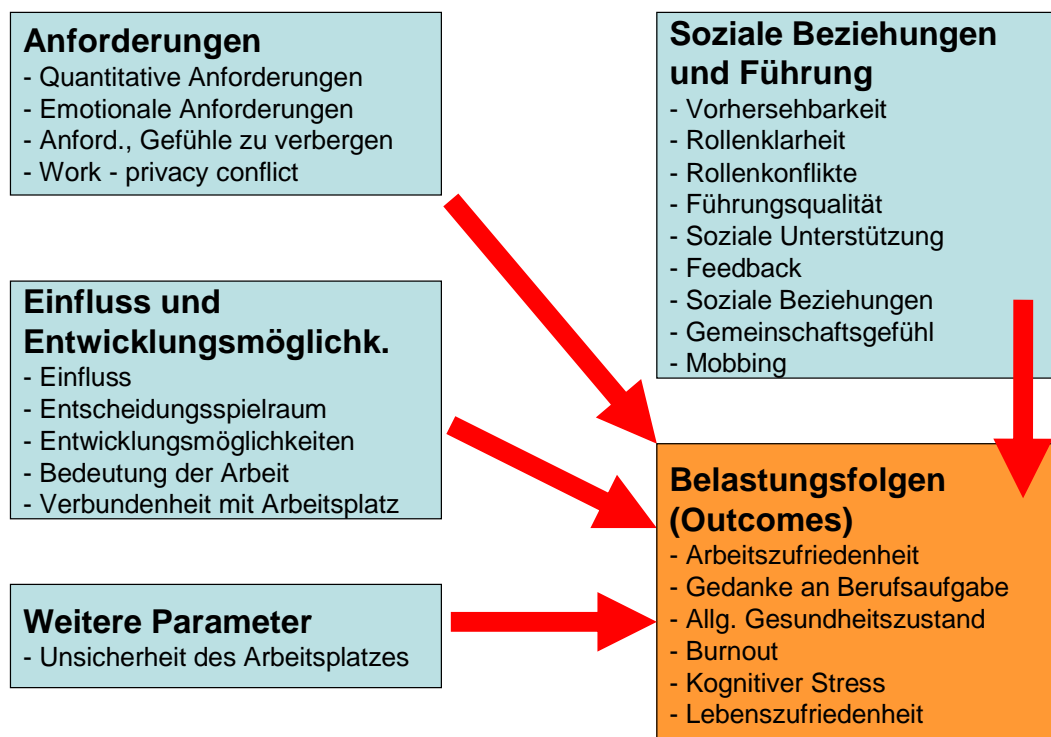 Anforderungen
- Quantitative Anforderungen
- Emotionale Anforderungen
- Anford., Gefühle zu verbergen
- Work - privacy conflict
Einfluss und
Entwicklungsmöglichk.
- Einfluss
- Entscheidungsspielraum
- Entwicklungsmöglichkeiten
- Bedeutung der Arbeit
- Verbundenheit mit Arbeitsplatz
Weitere Parameter
- Unsicherheit des Arbeitsplatzes
Soziale Beziehungen
und Führung
- Vorhersehbarkeit
- Rollenklarheit
- Rollenkonflikte
- Führungsqualität
- Soziale Unterstützung
- Feedback
- Soziale Beziehungen
- Gemeinschaftsgefühl
- Mobbing
Belastungsfolgen
(Outcomes)
- Arbeitszufriedenheit
- Gedanke an Berufsaufgabe
- Allg. Gesundheitszustand
- Burnout
- Kognitiver Stress
- Lebenszufriedenheit